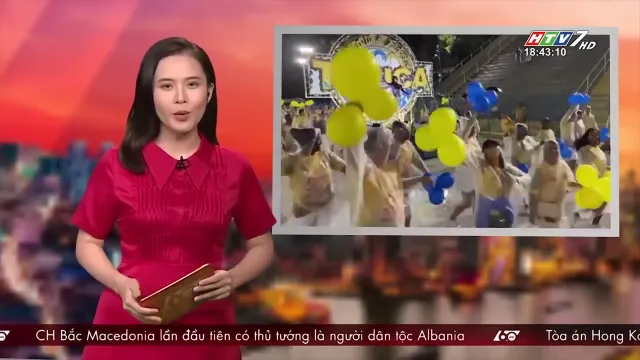 HTV7 HD
18:43:10
CH Bắc Macedonia lần đầu tiên có thủ tướng là người dân tộc Albania
60
Tòa án Hong K